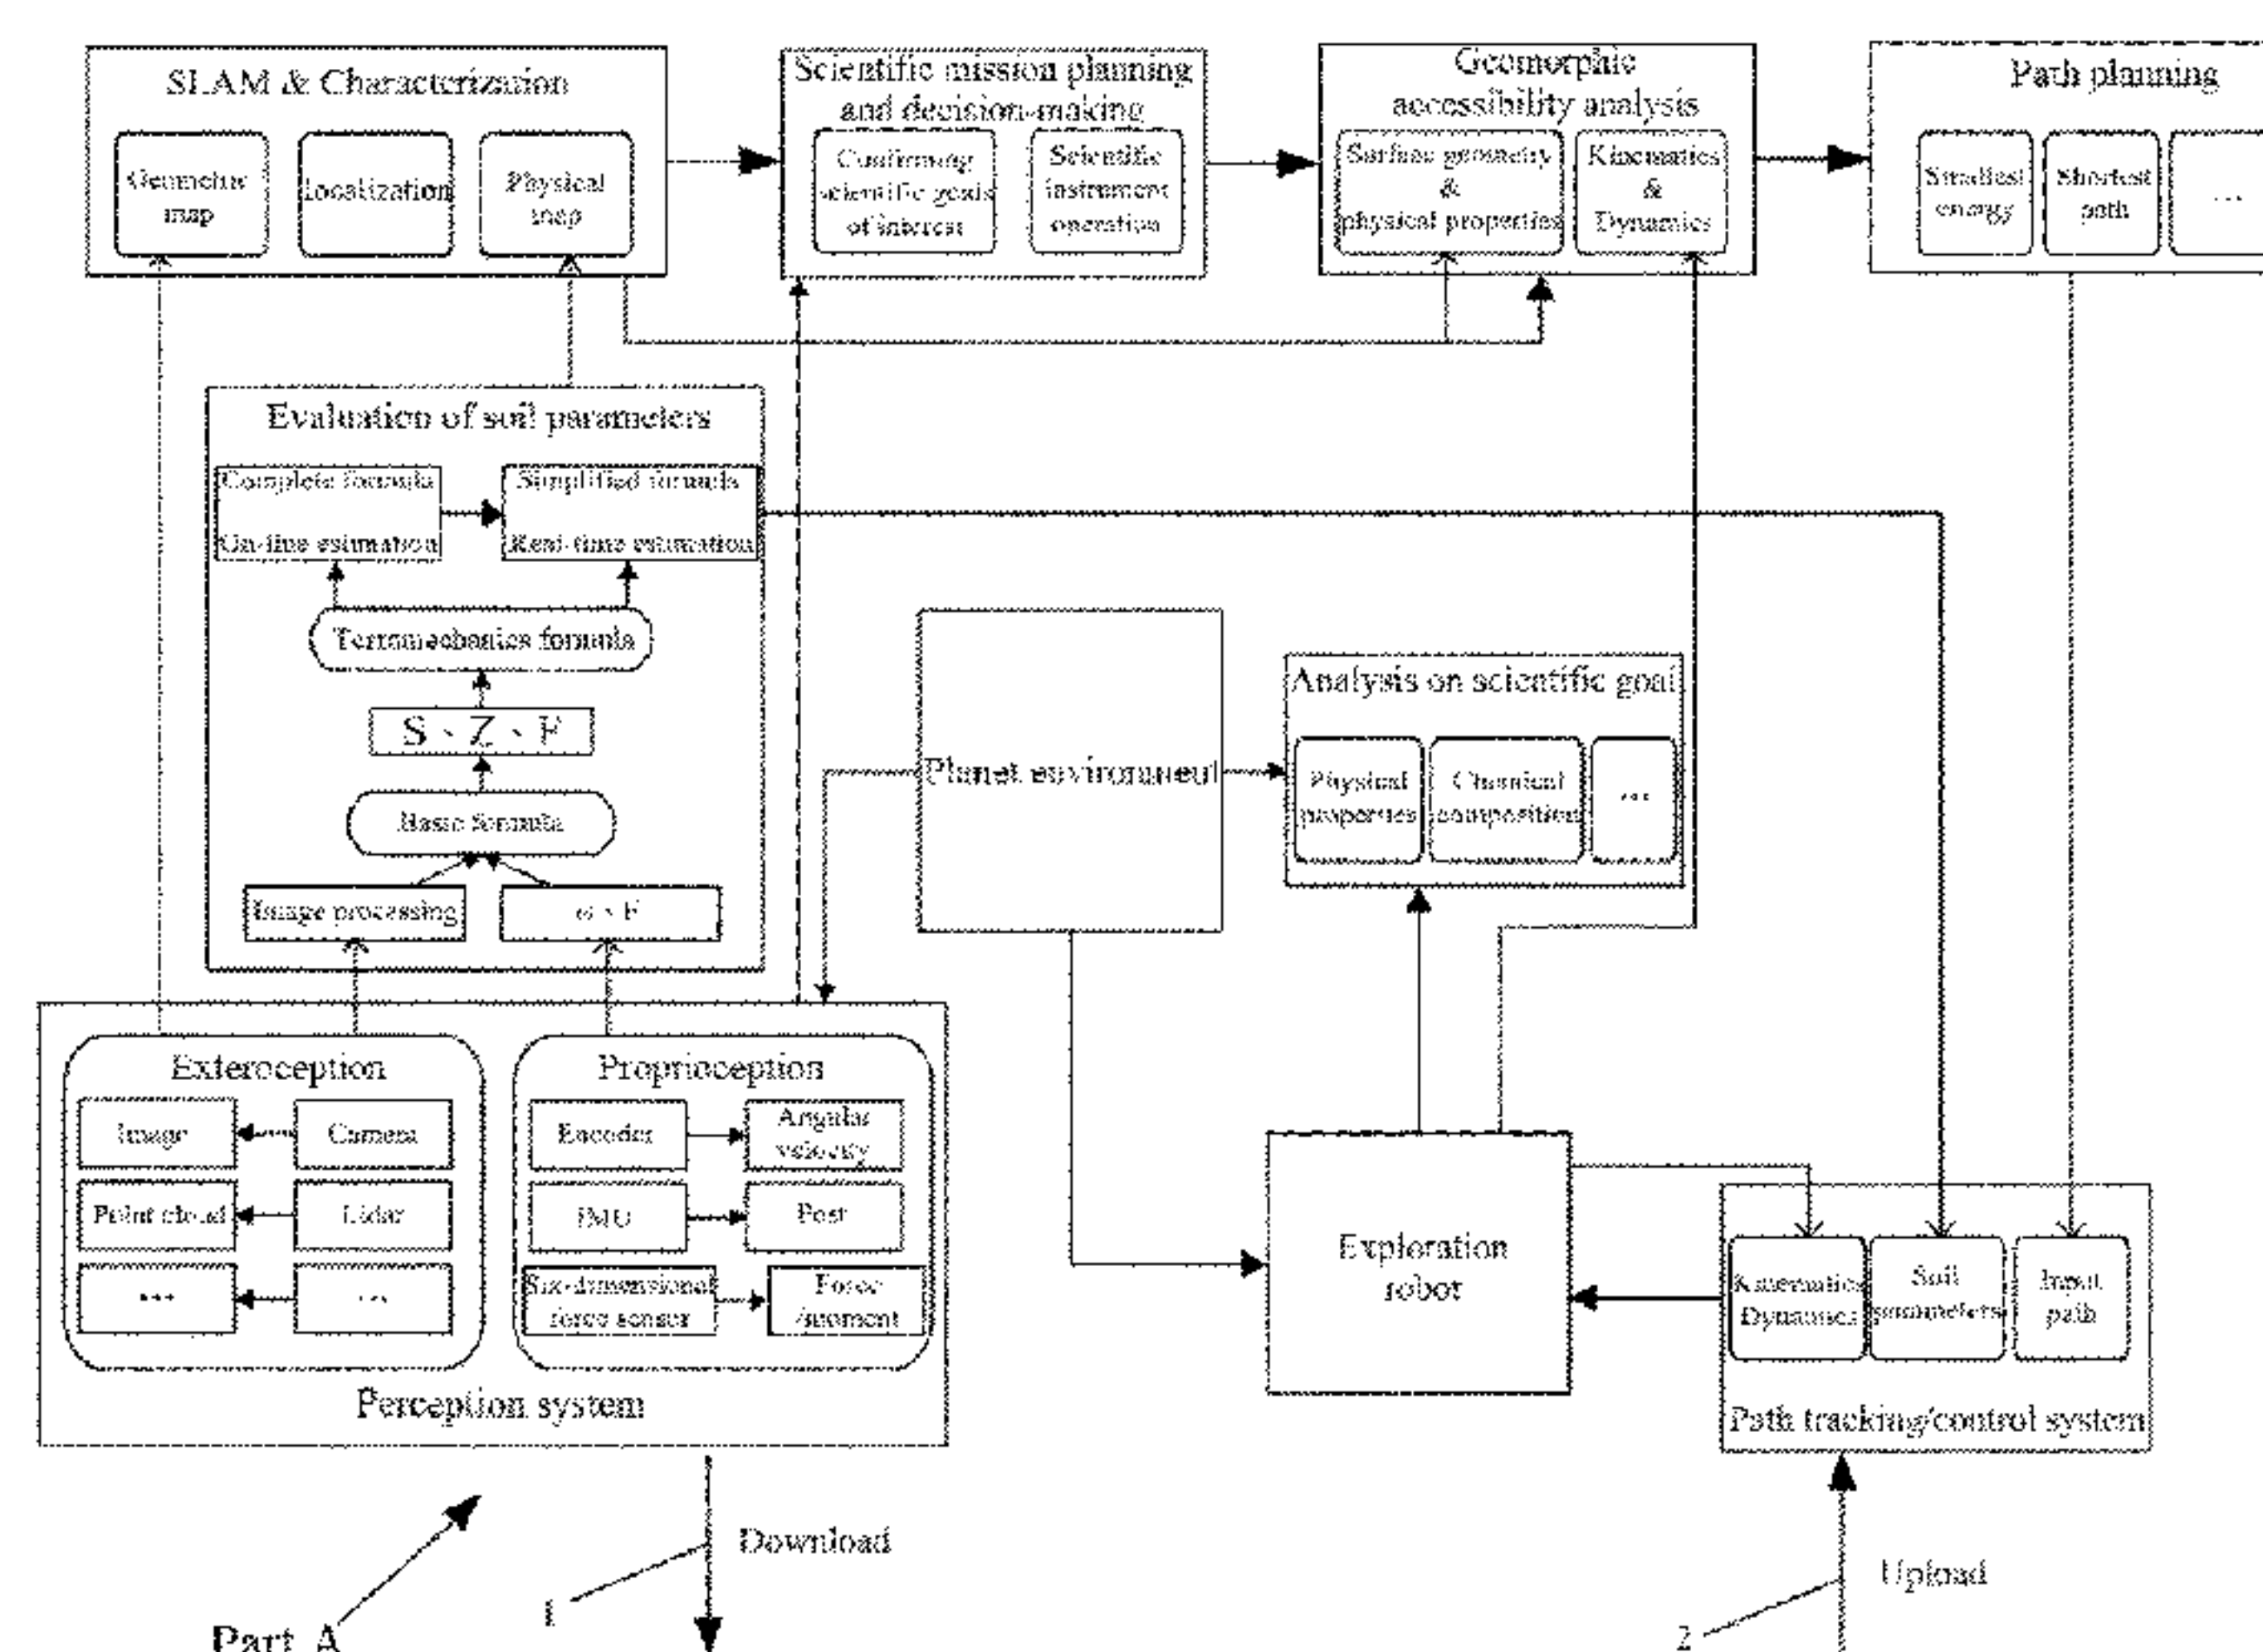 SLAM & Characterization
Geometric
map
localization
Physical
map
Scientific mission planning
and decision-making
Confirming
scientific goals
of interest
Scientific
instrument
operation
Geomorphic
accessibility analysis
Surface geometry
&
physical properties
Kinematics
&
Dynamics
Path planning
Smallest
energy
Shortest
path
...
Evaluation of soil parameters
Complete formula
On-line estimation
Simplified formula
Real-time estimation
Terramechanics formula
S、Z、F
Basic formula
Image processing
ω、F
Planet environment
Analysis on scientific goal
Physical
properties
Chemical
composition
...
Exteroception
Image
Camera
Point cloud
Lidar
...
...
Proprioception
Encoder
Angular
velocity
IMU
Post
Six-dimensional
force sensor
Force
/moment
Perception system
Exploration
robot
Kinematics
Dynamics
Soil
parameters
Input
path
Path tracking/control system
Download
1
Part A
Upload
2